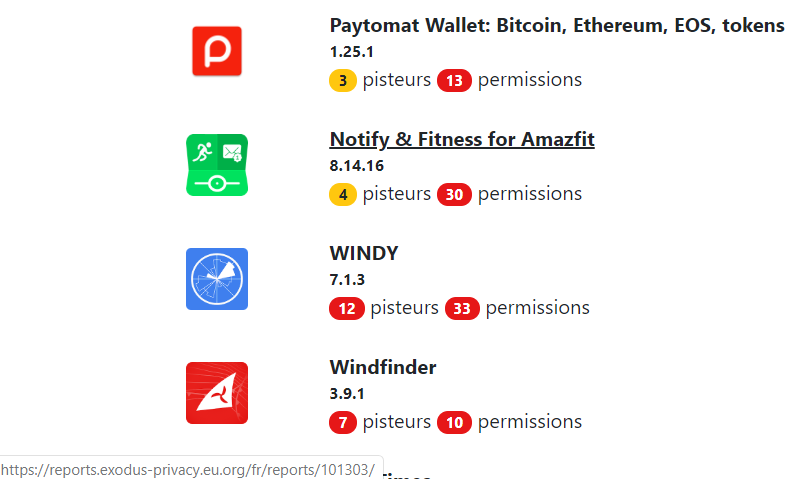 Paytomat Wallet: Bitcoin, Ethereum, EOS, tokens
1.25.1
3 pisteurs 13 permissions
Notify & Fitness for Amazfit
8.14.16
4 pisteurs 30 permissions
WINDY
7.1.3
12 pisteurs 33 permissions
Windfinder
3.9.1
7 pisteurs 10 permissions
https://reports.exodus-privacy.eu.org/fr/reports/101303/